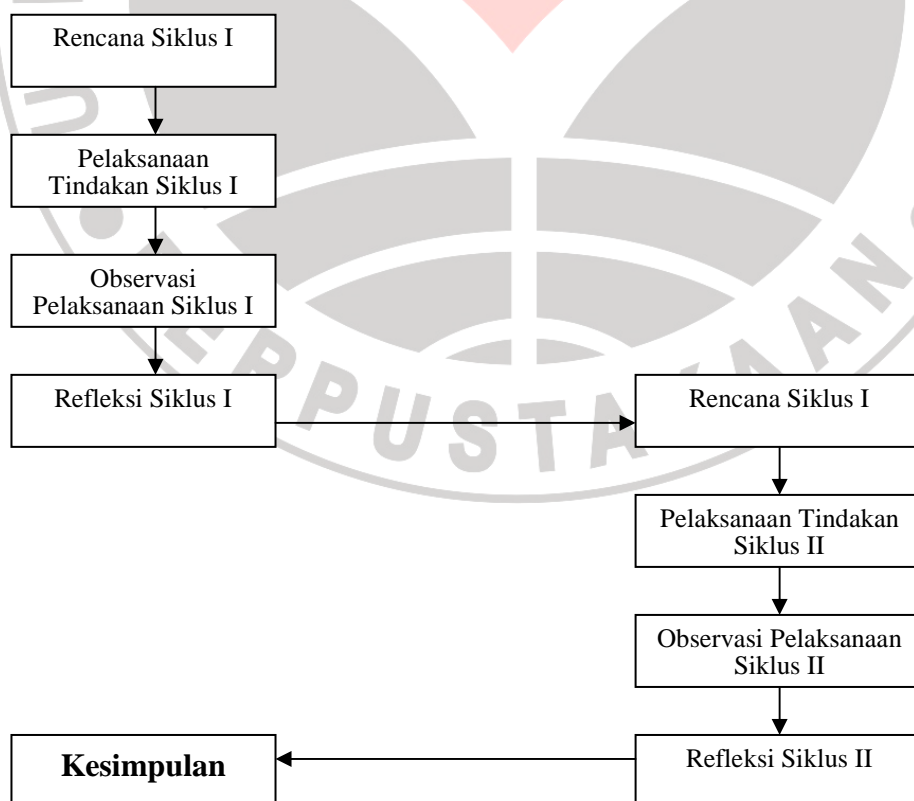 Rencana Siklus I
Pelaksanaan
Tindakan Siklus I
Observasi
Pelaksanaan Siklus I
Refleksi Siklus I
Rencana Siklus I
Pelaksanaan Tindakan
Siklus II
Observasi Pelaksanaan
Siklus II
Refleksi Siklus II
Kesimpulan